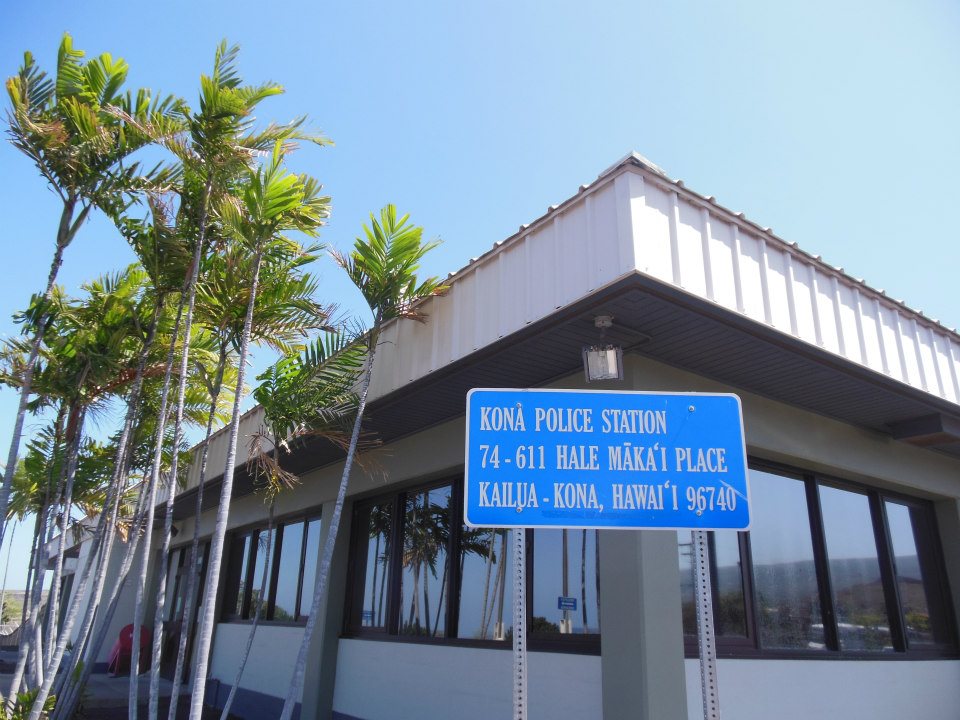 KONA POLICE STATION
74-611 HALE MĀKAʻI PLACE
KAILUA - KONA, HAWAIʻI 96740